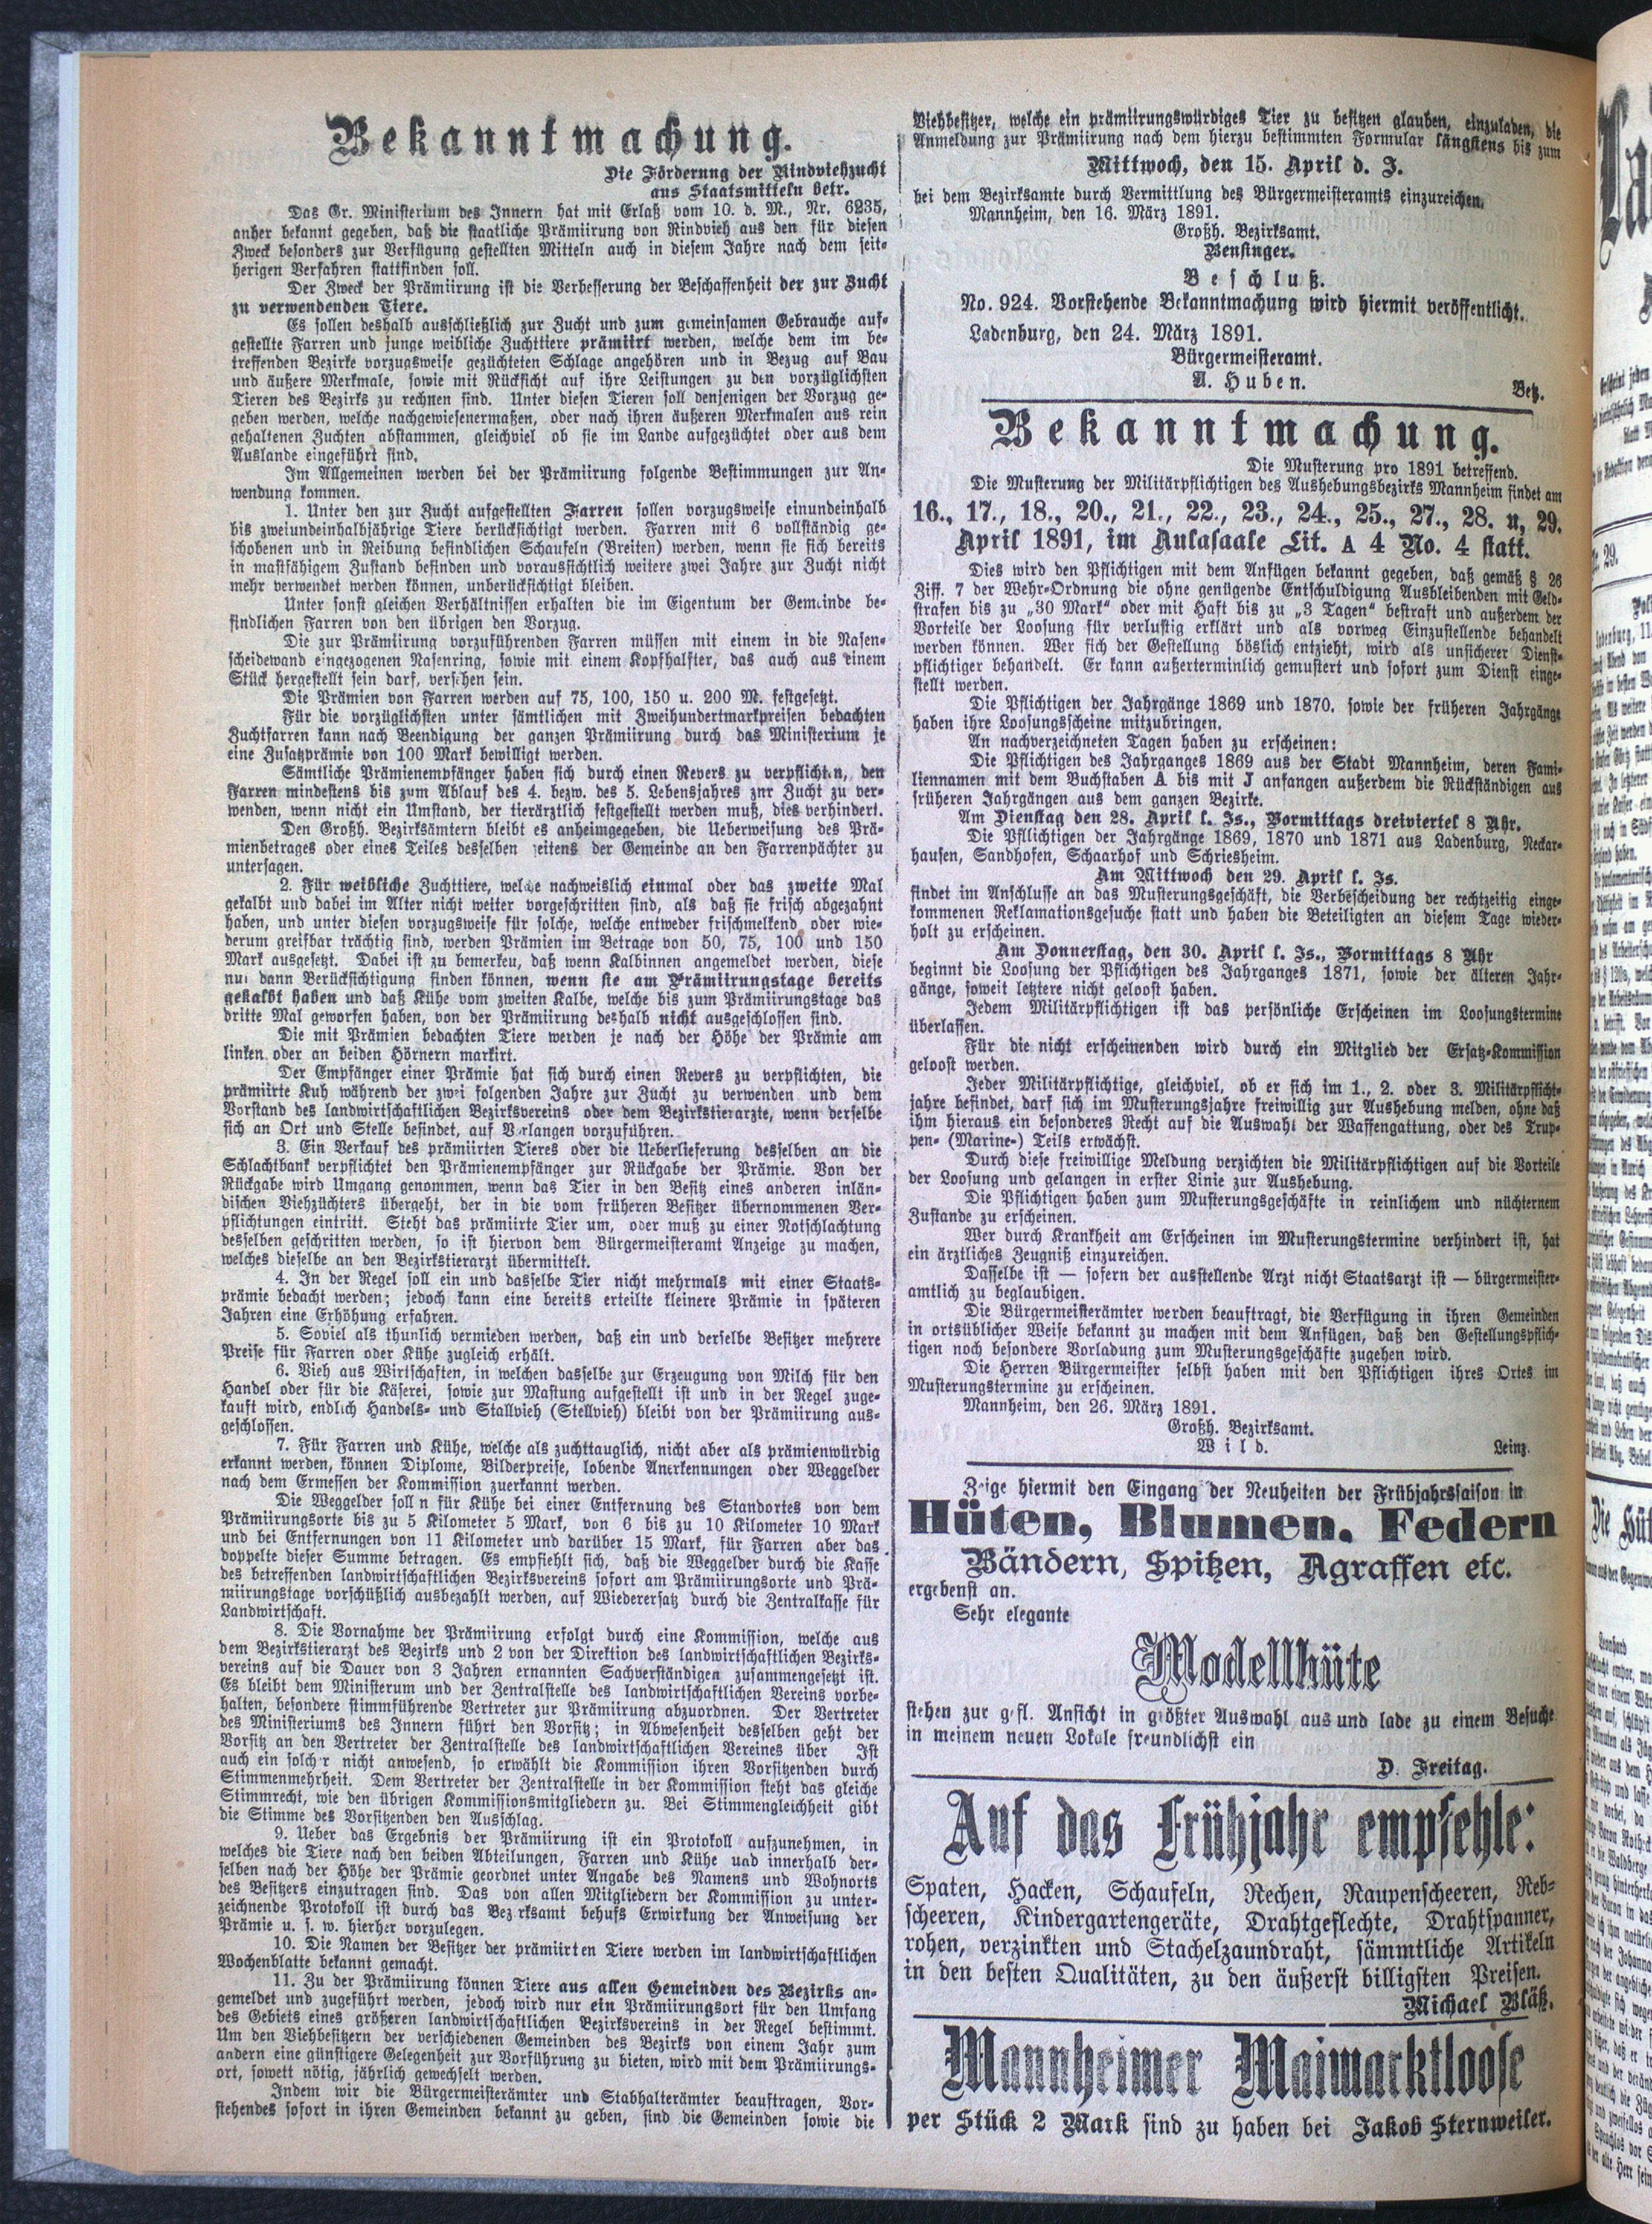 Bekanntmachung.
Die Förderung der Rindviehzucht
aus Staatsmitteln betr.
Das Gr. Ministerium des Innern hat mit Erlaß vom 10. d. M., Nr. 6235,
anher bekannt gegeben, daß die staatliche Prämiirung von Rindvieh aus den für diesen
Zweck besonders zur Verfügung gestellten Mitteln auch in diesem Jahre nach dem seit-
herigen Verfahren stattfinden soll.
Der Zweck der Prämiirung ist die Verbesserung der Beschaffenheit der zur Zucht
zu verwendenden Tiere.
Es sollen deshalb ausschließlich zur Zucht und zum gemeinsamen Gebrauche auf-
gestellte Farren und junge weibliche Zuchttiere prämiirt werden, welche dem im be-
treffenden Bezirke vorzugsweise gezüchteten Schlage angehören und in Bezug auf Bau
und äußere Merkmale, sowie mit Rücksicht auf ihre Leistungen zu den vorzüglichsten
Tieren des Bezirks zu rechnen sind. Unter diesen Tieren soll denjenigen der Vorzug ge-
geben werden, welche nachgewiesenermaßen, oder nach ihren äußeren Merkmalen aus rein
gehaltenen Zuchten abstammen, gleichviel ob sie im Lande aufgezüchtet oder aus dem
Auslande eingeführt sind.
Im Allgemeinen werden bei der Prämiirung folgende Bestimmungen zur An-
wendung kommen.
1. Unter den zur Zucht aufgestellten Farren sollen vorzugsweise einundeinhalb
bis zweiundeinhalbjährige Tiere berücksichtigt werden. Farren mit 6 vollständig ge-
schobenen und in Reibung befindlichen Schaufeln (Breiten) werden, wenn sie sich bereits
in mastfähigem Zustand befinden und voraussichtlich weitere zwei Jahre zur Zucht nicht
mehr verwendet werden können, unberücksichtigt bleiben.
Unter sonst gleichen Verhältnissen erhalten die im Eigentum der Gemeinde be-
findlichen Farren von den übrigen den Vorzug.
Die zur Prämiirung vorzuführenden Farren müssen mit einem in die Nasen-
scheidewand eingezogenen Nasenring, sowie mit einem Kopfhalfter, das auch aus einem
Stück hergestellt sein darf, versehen sein.
Die Prämien von Farren werden auf 75, 100, 150 u. 200 M. festgesetzt.
Für die vorzüglichsten unter sämtlichen mit Zweihundertmarkpreisen bedachten
Zuchtfarren kann nach Beendigung der ganzen Prämiirung durch das Ministerium je
eine Zusatzprämie von 100 Mark bewilligt werden.
Sämtliche Prämienempfänger haben sich durch einen Revers zu verpflichten, den
Farren mindestens bis zum Ablauf des 4. bezw. des 5. Lebensjahres znr Zucht zu ver-
wenden, wenn nicht ein Umstand, der tierärztlich festgestellt werden muß, dies verhindert.
Den Großh. Bezirksämtern bleibt es anheimgegeben, die Ueberweisung des Prä-
mienbetrages oder eines Teiles desselben seitens der Gemeinde an den Farrenpächter zu
untersagen.
2. Für weibliche Zuchttiere, welche nachweislich einmal oder das zweite Mal
gekalbt und dabei im Alter nicht weiter vorgeschritten sind, als daß sie frisch abgezahnt
haben, und unter diesen vorzugsweise für solche, welche entweder frischmelkend oder wie-
derum greifbar trächtig sind, werden Prämien im Betrage von 50, 75, 100 und 150
Mark ausgesetzt. Dabei ist zu bemerken, daß wenn Kalbinnen angemeldet werden, diese
nur dann Berücksichtigung finden können, wenn sie am Prämiirungstage bereits
gekalbt haben und daß Kühe vom zweiten Kalbe, welche bis zum Prämiirungstage das
dritte Mal geworfen haben, von der Prämiirung deshalb nicht ausgeschlossen sind.
Die mit Prämien bedachten Tiere werden je nach der Höhe der Prämie am
linken oder an beiden Hörnern markirt.
Der Empfänger einer Prämie hat sich durch einen Revers zu verpflichten, die
prämiirte Kuh während der zwei folgenden Jahre zur Zucht zu verwenden und dem
Vorstand des landwirtschaftlichen Bezirksvereins oder dem Bezirkstierarzte, wenn derselbe
sich an Ort und Stelle befindet, auf Verlangen vorzuführen.
3. Ein Verkauf des prämiirten Tieres oder die Ueberlieferung desselben an die
Schlachtbank verpflichtet den Prämienempfänger zur Rückgabe der Prämie. Von der
Rückgabe wird Umgang genommen, wenn das Tier in den Besitz eines anderen inlän-
dischen Viehzüchters übergeht, der in die vom früheren Besitzer übernommenen Ver-
pflichtungen eintritt. Steht das prämiirte Tier um, oder muß zu einer Notschlachtung
desselben geschritten werden, so ist hiervon dem Bürgermeisteramt Anzeige zu machen,
welches dieselbe an den Bezirkstierarzt übermittelt.
4. In der Regel soll ein und dasselbe Tier nicht mehrmals mit einer Staats-
prämie bedacht werden; jedoch kann eine bereits erteilte kleinere Prämie in späteren
Jahren eine Erhöhung erfahren.
5. Soviel als thunlich vermieden werden, daß ein und derselbe Besitzer mehrere
Preise für Farren oder Kühe zugleich erhält.
6. Vieh aus Wirtschaften, in welchen dasselbe zur Erzeugung von Milch für den
Handel oder für die Käserei, sowie zur Mastung aufgestellt ist und in der Regel zuge-
kauft wird, endlich Handels- und Stallvieh (Stellvieh) bleibt von der Prämiirung aus-
geschlossen.
7. Für Farren und Kühe, welche als zuchttauglich, nicht aber als prämienwürdig
erkannt werden, können Diplome, Bilderpreise, lobende Anerkennungen oder Weggelder
nach dem Ermessen der Kommission zuerkannt werden.
Die Weggelder soll n für Kühe bei einer Entfernung des Standortes von dem
Prämiirungsorte bis zu 5 Kilometer 5 Mark, von 6 bis zu 10 Kilometer 10 Mark
und bei Entfernungen von 11 Kilometer und darüber 15 Mark, für Farren aber das
doppelte dieser Summe betragen. Es empfiehlt sich, daß die Weggelder durch die Kasse
des betreffenden landwirtschaftlichen Bezirksvereins sofort am Prämiirungsorte und Prä-
miirungstage vorschüßlich ausbezahlt werden, auf Wiederersatz durch die Zentralkasse für
Landwirtschaft.
8. Die Vornahme der Prämiirung erfolgt durch eine Kommission, welche aus
dem Bezirkstierarzt des Bezirks und 2 von der Direktion des landwirtschaftlichen Bezirks-
vereins auf die Dauer von 3 Jahren ernannten Sachverständigen zusammengesetzt ist.
Es bleibt dem Ministerum und der Zentralstelle des landwirtschaftlichen Vereins vorbe-
halten, besondere stimmführende Vertreter zur Prämiirung abzuordnen. Der Vertreter
des Ministeriums des Innern führt den Vorsitz; in Abwesenheit desselben geht der
Vorsitz an den Vertreter der Zentralstelle des landwirtschaftlichen Vereines über Ist
auch ein solcher nicht anwesend, so erwählt die Kommission ihren Vorsitzenden durch
Stimmenmehrheit. Dem Vertreter der Zentralstelle in der Kommission steht das gleiche
Stimmrecht, wie den übrigen Kommissionsmitgliedern zu. Bei Stimmengleichheit gibt
die Stimme des Vorsitzenden den Ausschlag.
9. Ueber das Ergebnis der Prämiirung ist ein Protokoll aufzunehmen, in
welches die Tiere nach den beiden Abteilungen, Farren und Kühe und innerhalb der-
selben nach der Höhe der Prämie geordnet unter Angabe des Namens und Wohnorts
des Besitzers einzutragen sind. Das von allen Mitgliedern der Kommission zu unter-
zeichnende Protokoll ist durch das Bezirksamt behufs Erwirkung der Anweisung der
Prämie u. s. w. hierher vorzulegen.
10. Die Namen der Besitzer der prämiirten Tiere werden im landwirtschaftlichen
Wochenblatte bekannt gemacht.
11. Zu der Prämiirung können Tiere aus allen Gemeinden des Bezirks an-
gemeldet und zugeführt werden, jedoch wird nur ein Prämiirungsort für den Umfang
des Gebiets eines größeren landwirtschaftlichen Bezirksvereins in der Regel bestimmt.
Um den Viehbesitzern der verschiedenen Gemeinden des Bezirks von einem Jahr zum
andern eine günstigere Gelegenheit zur Vorführung zu bieten, wird mit dem Prämiirungs-
ort, sowett nötig, jährlich gewechselt werden.
Indem wir die Bürgermeisterämter und Stabhalterämter beauftragen, Vor-
stehendes sofort in ihren Gemeinden bekannt zu geben, sind die Gemeinden sowie die
Viehbesitzer, welche ein prämiirungswürdiges Tier zu besitzen glauben, einzuladen, die
Anmeldung zur Prämiirung nach dem hierzu bestimmten Formular längstens bis zum
Mittwoch, den 15. April d. J.
bei dem Bezirksamte durch Vermittlung des Bürgermeisteramts einzureichen.
Mannheim, den 16. März 1891.
Großh. Bezirksamt.
Bensinger.
Beschluß.
No. 924. Vorstehende Bekanntmachung wird hiermit veröffentlicht.
Ladenburg, den 24. März 1891.
Bürgermeisteramt.
A. Huben.
Betz.
Bekanntmachung.
Die Musterung pro 1891 betreffend.
Die Musterung der Militärpflichtigen des Aushebungsbezirks Mannheim findet am
16., 17., 18., 20., 21., 22., 23., 24., 25., 27., 28. u. 29.
April 1891, im Aulasaale Lit. A 4 No. 4 statt.
Dies wird den Pflichtigen mit dem Anfügen bekannt gegeben, daß gemäß § 26
Ziff. 7 der Wehr-Ordnung die ohne genügende Entschuldigung Ausbleibenden mit Geld-
strafen bis zu „30 Mark“ oder mit Haft bis zu „3 Tagen“ bestraft und außerdem der
Vorteile der Loosung für verlustig erklärt und als vorweg Einzustellende behandelt
werden können. Wer sich der Gestellung böslich entzieht, wird als unsicherer Dienst-
pflichtiger behandelt. Er kann außerterminlich gemustert und sofort zum Dienst einge-
stellt werden.
Die Pflichtigen der Jahrgänge 1869 und 1870. sowie der früheren Jahrgänge
haben ihre Loosungsscheine mitzubringen.
An nachverzeichneten Tagen haben zu erscheinen:
Die Pflichtigen des Jahrganges 1869 aus der Stadt Mannheim, deren Fami-
liennamen mit dem Buchstaben A bis mit J anfangen außerdem die Rückständigen aus
früheren Jahrgängen aus dem ganzen Bezirke.
Am Dienstag den 28. April l. Js., Vormittags dreiviertel 8 Uhr.
Die Pflichtigen der Jahrgänge 1869, 1870 und 1871 aus Ladenburg, Neckar-
hausen, Sandhofen, Schaarhof und Schriesheim.
Am Mittwoch den 29. April l. Js.
findet im Anschlusse an das Musterungsgeschäft, die Verbescheidung der rechtzeitig einge-
kommenen Reklamationsgesuche statt und haben die Beteiligten an diesem Tage wieder-
holt zu erscheinen.
Am Donnerstag, den 30. April l. Js., Vormittags 8 Uhr
beginnt die Loosung der Pflichtigen des Jahrganges 1871, sowie der älteren Jahr-
gänge, soweit letztere nicht geloost haben.
Jedem Militärpflichtigen ist das persönliche Erscheinen im Loosungstermine
überlassen.
Für die nicht erscheinenden wird durch ein Mitglied der Ersatz-Kommission
geloost werden.
Jeder Militärpflichtige, gleichviel, ob er sich im 1., 2. oder 3. Militärpflicht-
jahre befindet, darf sich im Musterungsjahre freiwillig zur Aushebung melden, ohne daß
ihm hieraus ein besonderes Recht auf die Auswahl der Waffengattung, oder des Trup-
pen- (Marine-) Teils erwächst.
Durch diese freiwillige Meldung verzichten die Militärpflichtigen auf die Vorteile
der Loosung und gelangen in erster Linie zur Aushebung.
Die Pflichtigen haben zum Musterungsgeschäfte in reinlichem und nüchternem
Zustande zu erscheinen.
Wer durch Krankheit am Erscheinen im Musterungstermine verhindert ist, hat
ein ärztliches Zeugniß einzureichen.
Dasselbe ist — sofern der ausstellende Arzt nicht Staatsarzt ist — bürgermeister-
amtlich zu beglaubigen.
Die Bürgermeisterämter werden beauftragt, die Verfügung in ihren Gemeinden
in ortsüblicher Weise bekannt zu machen mit dem Anfügen, daß den Gestellungspflich-
tigen noch besondere Vorladung zum Musterungsgeschäfte zugehen wird.
Die Herren Bürgermeister selbst haben mit den Pflichtigen ihres Ortes im
Musterungstermine zu erscheinen.
Mannheim, den 26. März 1891.
Großh. Bezirksamt.
Wild.
Leinz.
Zeige hiermit den Eingang der Neuheiten der Frühjahrssaison in
Hüten, Blumen, Federn
Bändern, Spitzen, Agraffen etc.
ergebenst an.
Sehr elegante
Modellhüte
stehen zur gefl. Ansicht in größter Auswahl aus und lade zu einem Besuche
in meinem neuen Lokale freundlichst ein
D. Freitag.
Auf das Frühjahr empfehle:
Spaten, Hacken, Schaufeln, Rechen, Raupenscheeren, Reb-
scheeren, Kindergartengeräte, Drahtgeflechte, Drahtspanner,
rohen, verzinkten und Stachelzaundraht, sämmtliche Artikeln
in den besten Qualitäten, zu den äußerst billigsten Preisen.
Michael Bläß.
Mannheimer Maimarktloose
per Stück 2 Mark sind zu haben bei Jakob Sternweiler.